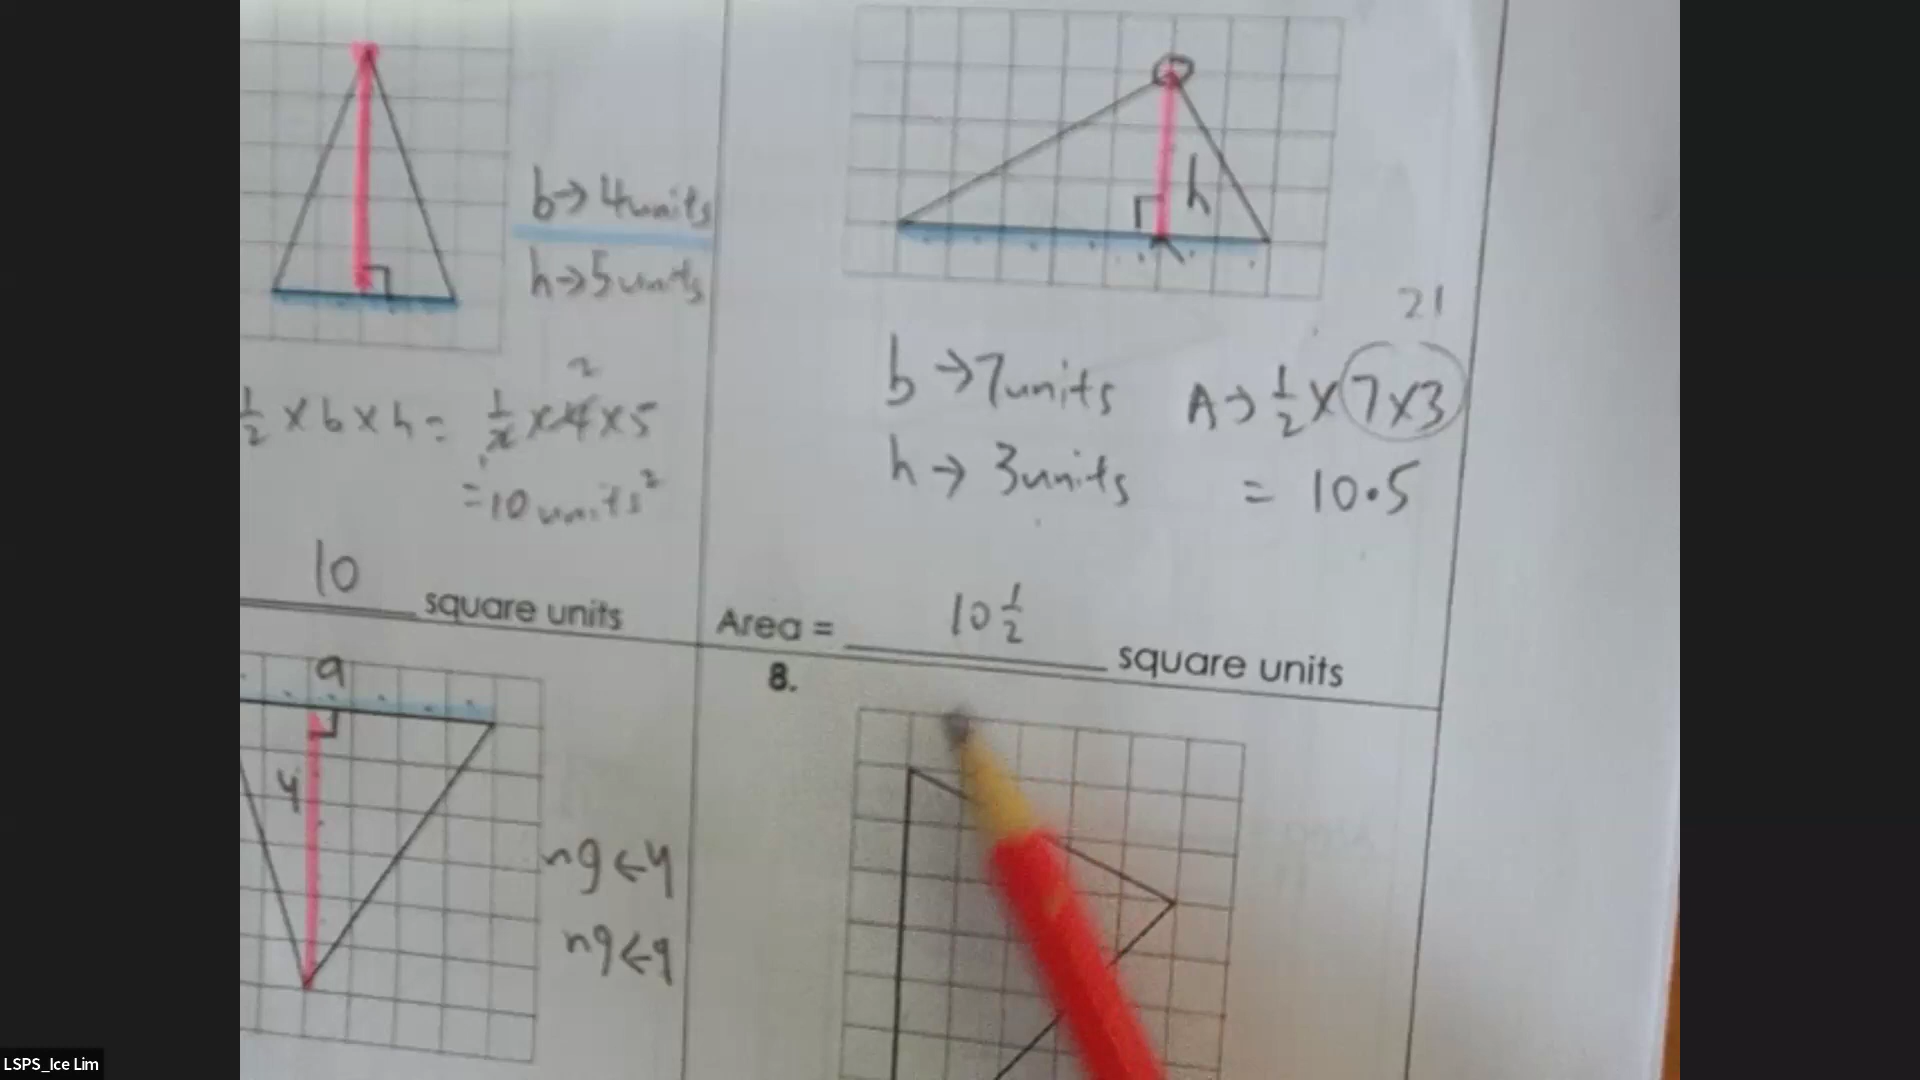 b→4units
h→5units
½×b×h= ½×4×5
2
=10 units²
10
square units
h
21
b→7units
A→½×7×3
h→3units
= 10.5
Area = 10½ square units
9
4
8.
LSPS_Ice Lim